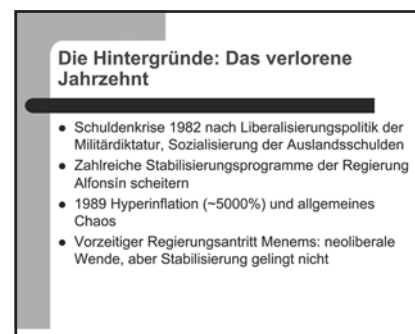 Die Hintergründe: Das verlorene
Jahrzehnt
● Schuldenkrise 1982 nach Liberalisierungspolitik der
Militärdiktatur, Sozialisierung der Auslandsschulden
● Zahlreiche Stabilisierungsprogramme der Regierung
Alfonsín scheitern
● 1989 Hyperinflation (~5000%) und allgemeines
Chaos
● Vorzeitiger Regierungsantritt Menems: neoliberale
Wende, aber Stabilisierung gelingt nicht